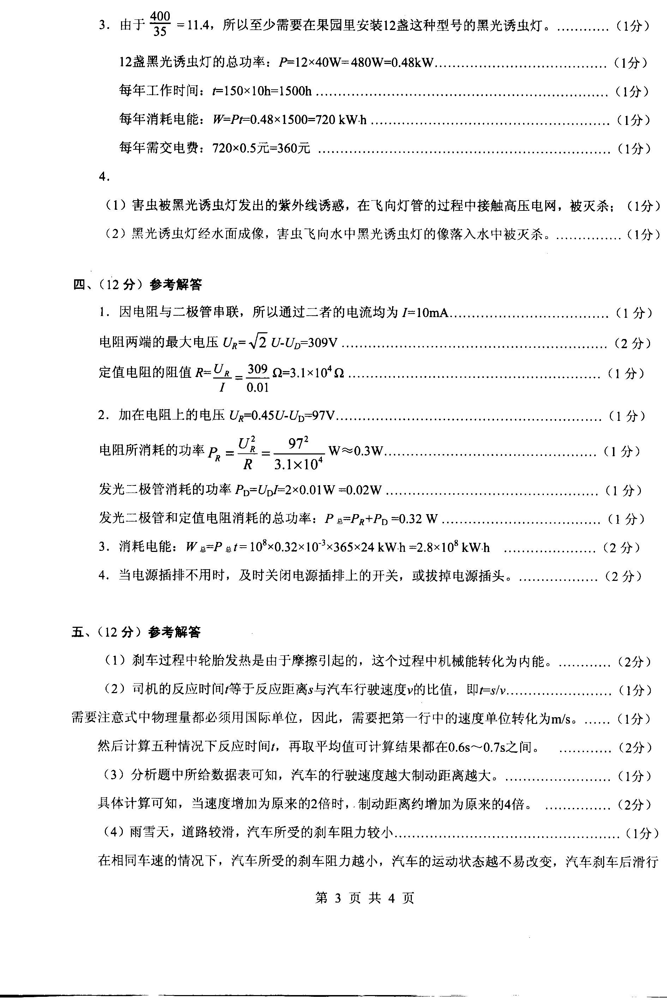 3．由于 400/35 =11.4，所以至少需要在果园里安装12盏这种型号的黑光诱虫灯。…………（1分）
12盏黑光诱虫灯的总功率：P=12×40W=480W=0.48kW…………（1分）
每年工作时间：t=150×10h=1500h …………（1分）
每年消耗电能：W=Pt=0.48×1500=720 kW·h …………（1分）
每年需交电费：720×0.5元=360元 …………（1分）
4．
（1）害虫被黑光诱虫灯发出的紫外线诱惑，在飞向灯管的过程中接触高压电网，被灭杀；（1分）
（2）黑光诱虫灯经水面成像，害虫飞向水中黑光诱虫灯的像落入水中被灭杀。…………（1分）
四、（12 分）参考解答
1．因电阻与二极管串联，所以通过二者的电流均为 I=10mA…………（1 分）
电阻两端的最大电压 U_R=√2 U-U_D=309V …………（2 分）
定值电阻的阻值 R=U_R/I=309/0.01 Ω=3.1×10⁴Ω …………（1 分）
2．加在电阻上的电压 U_R=0.45U-U_D=97V…………（1 分）
电阻所消耗的功率 P_R=U_R²/R=97²/(3.1×10⁴) W≈0.3W…………（1 分）
发光二极管消耗的功率 P_D=U_DI=2×0.01W =0.02W …………（1 分）
发光二极管和定值电阻消耗的总功率：P总=P_R+P_D =0.32 W …………（1 分）
3．消耗电能：W总=P总t= 10⁸×0.32×10⁻³×365×24 kW·h =2.8×10⁸ kW·h …………（2 分）
4．当电源插排不用时，及时关闭电源插排上的开关，或拔掉电源插头。…………（2 分）
五、（12 分）参考解答
（1）刹车过程中轮胎发热是由于摩擦引起的，这个过程中机械能转化为内能。…………（2分）
（2）司机的反应时间t等于反应距离s与汽车行驶速度v的比值，即t=s/v…………（1分）
需要注意式中物理量都必须用国际单位，因此，需要把第一行中的速度单位转化为m/s。……（1分）
然后计算五种情况下反应时间t，再取平均值可计算结果都在0.6s～0.7s之间。 …………（2分）
（3）分析题中所给数据表可知，汽车的行驶速度越大制动距离越大。…………（1分）
具体计算可知，当速度增加为原来的2倍时，制动距离约增加为原来的4倍。 …………（2分）
（4）雨雪天，道路较滑，汽车所受的刹车阻力较小…………（1分）
在相同车速的情况下，汽车所受的刹车阻力越小，汽车的运动状态越不易改变，汽车刹车后滑行
第 3 页 共 4 页